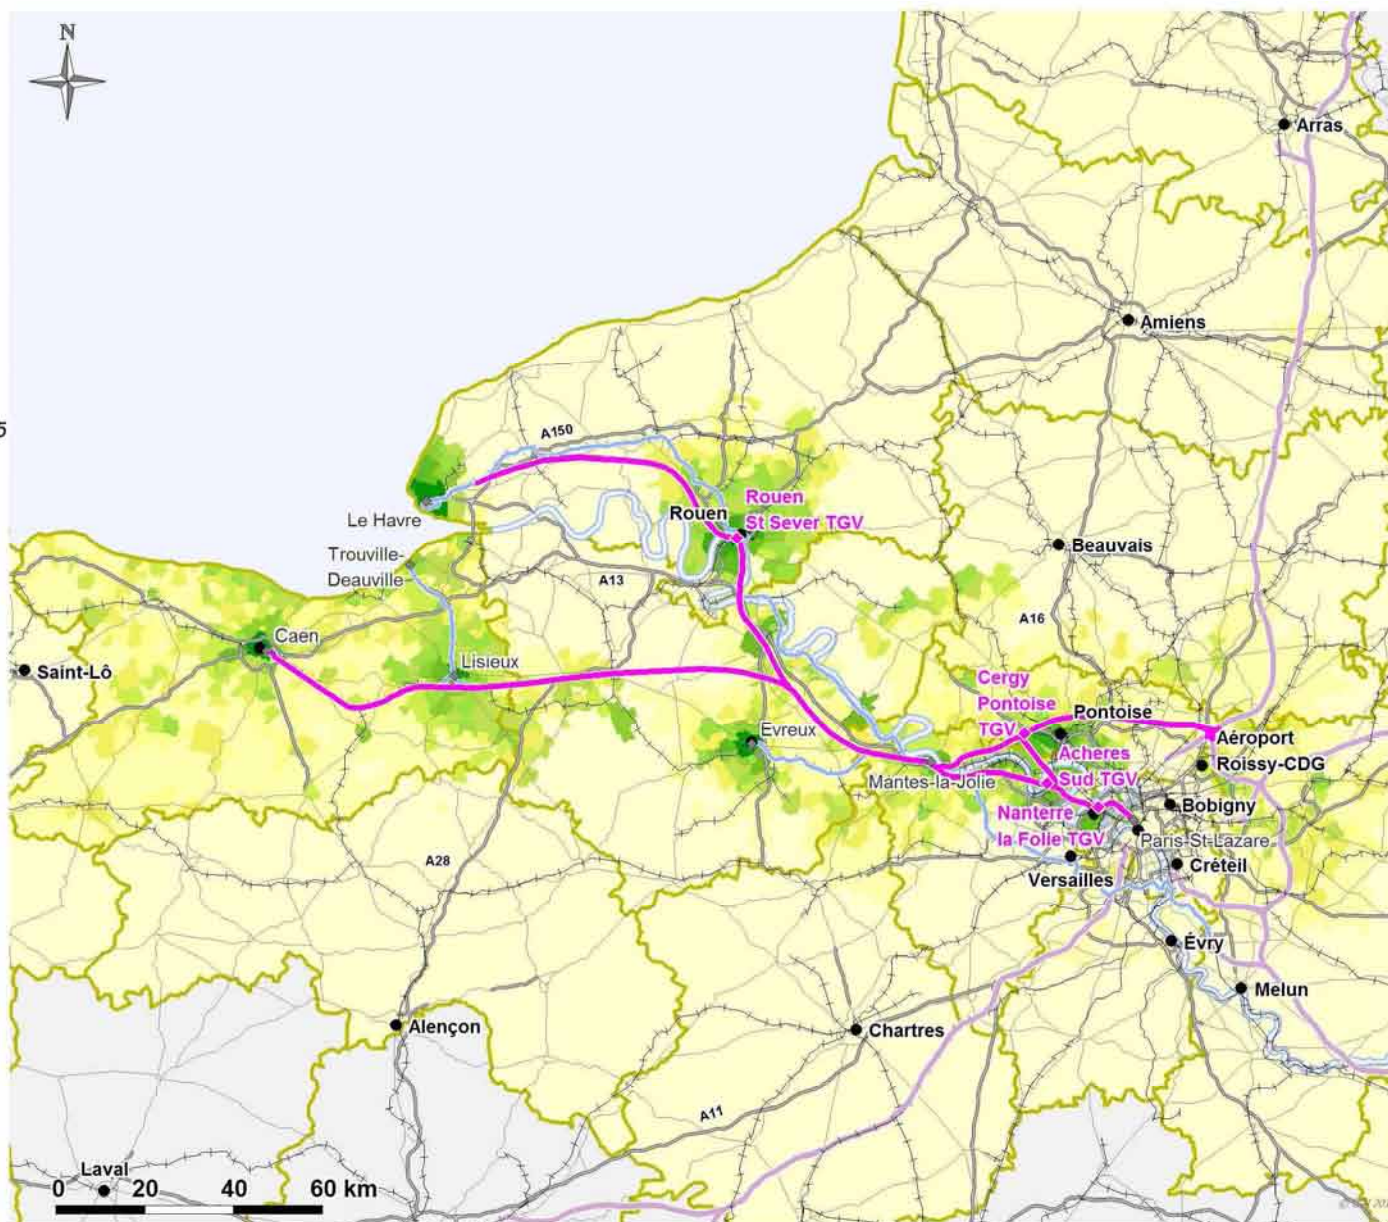 N
Arras
Amiens
5
A150
Le Havre
Rouen
Rouen
St Sever TGV
Trouville-
Deauville
A13
Beauvais
A16
Caen
Saint-Lô
Lisieux
Cergy
Pontoise
TGV
Pontoise
Evreux
Aéroport
Roissy-CDG
Acheres
Sud TGV
Mantes-la-Jolie
Bobigny
Nanterre
la Folie TGV
Paris-St-Lazare
A28
Versailles
Créteil
Évry
Melun
Alençon
Chartres
A11
Laval
0 20 40 60 km